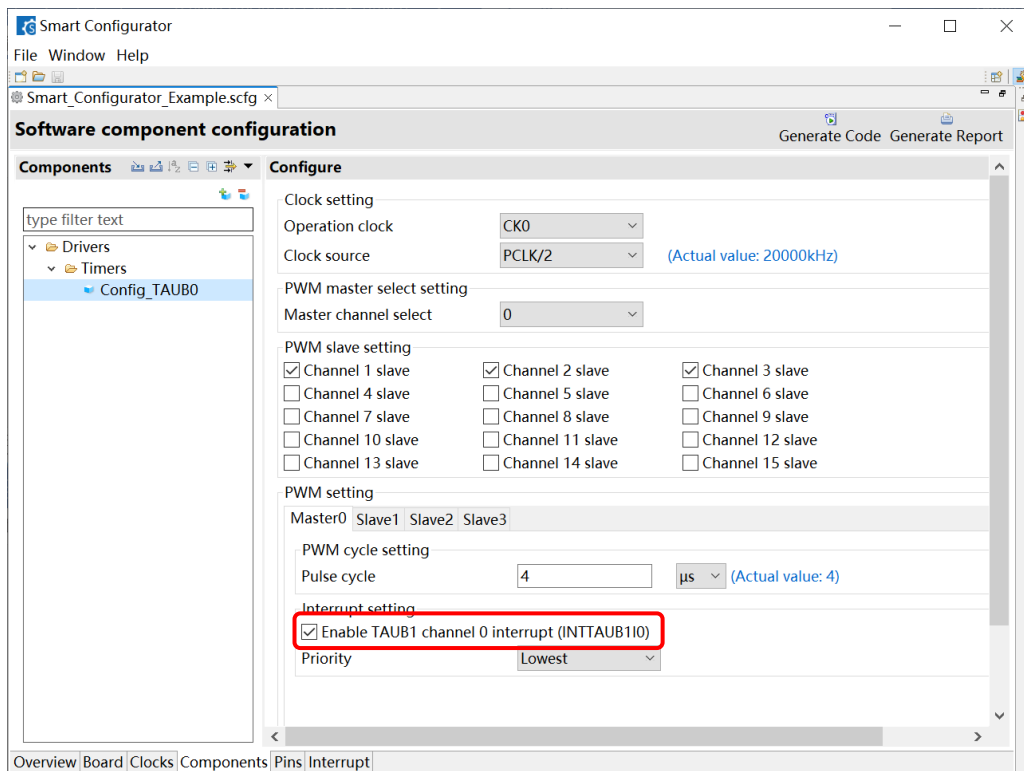 Smart Configurator
File Window Help
Smart_Configurator_Example.scfg
Software component configuration
Generate Code Generate Report
Components
Configure
type filter text
Drivers
Timers
Config_TAUB0
Clock setting
Operation clock CK0
Clock source PCLK/2 (Actual value: 20000kHz)
PWM master select setting
Master channel select 0
PWM slave setting
Channel 1 slave Channel 2 slave Channel 3 slave
Channel 4 slave Channel 5 slave Channel 6 slave
Channel 7 slave Channel 8 slave Channel 9 slave
Channel 10 slave Channel 11 slave Channel 12 slave
Channel 13 slave Channel 14 slave Channel 15 slave
PWM setting
Master0 Slave1 Slave2 Slave3
PWM cycle setting
Pulse cycle 4 μs (Actual value: 4)
Interrupt setting
Enable TAUB1 channel 0 interrupt (INTTAUB1I0)
Priority Lowest
Overview Board Clocks Components Pins Interrupt